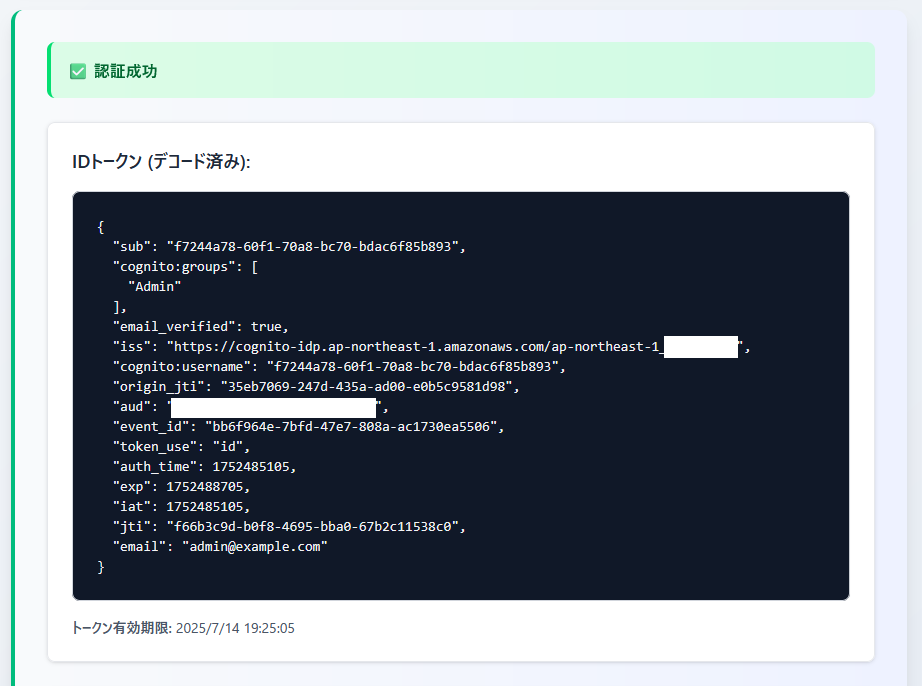 ✅ 認証成功
IDトークン (デコード済み):
{
  "sub": "f7244a78-60f1-70a8-bc70-bdac6f85b893",
  "cognito:groups": [
    "Admin"
  ],
  "email_verified": true,
  "iss": "https://cognito-idp.ap-northeast-1.amazonaws.com/ap-northeast-1_",
  "cognito:username": "f7244a78-60f1-70a8-bc70-bdac6f85b893",
  "origin_jti": "35eb7069-247d-435a-ad00-e0b5c9581d98",
  "aud": "",
  "event_id": "bb6f964e-7bfd-47e7-808a-ac1730ea5506",
  "token_use": "id",
  "auth_time": 1752485105,
  "exp": 1752488705,
  "iat": 1752485105,
  "jti": "f66b3c9d-b0f8-4695-bba0-67b2c11538c0",
  "email": "admin@example.com"
}
トークン有効期限: 2025/7/14 19:25:05